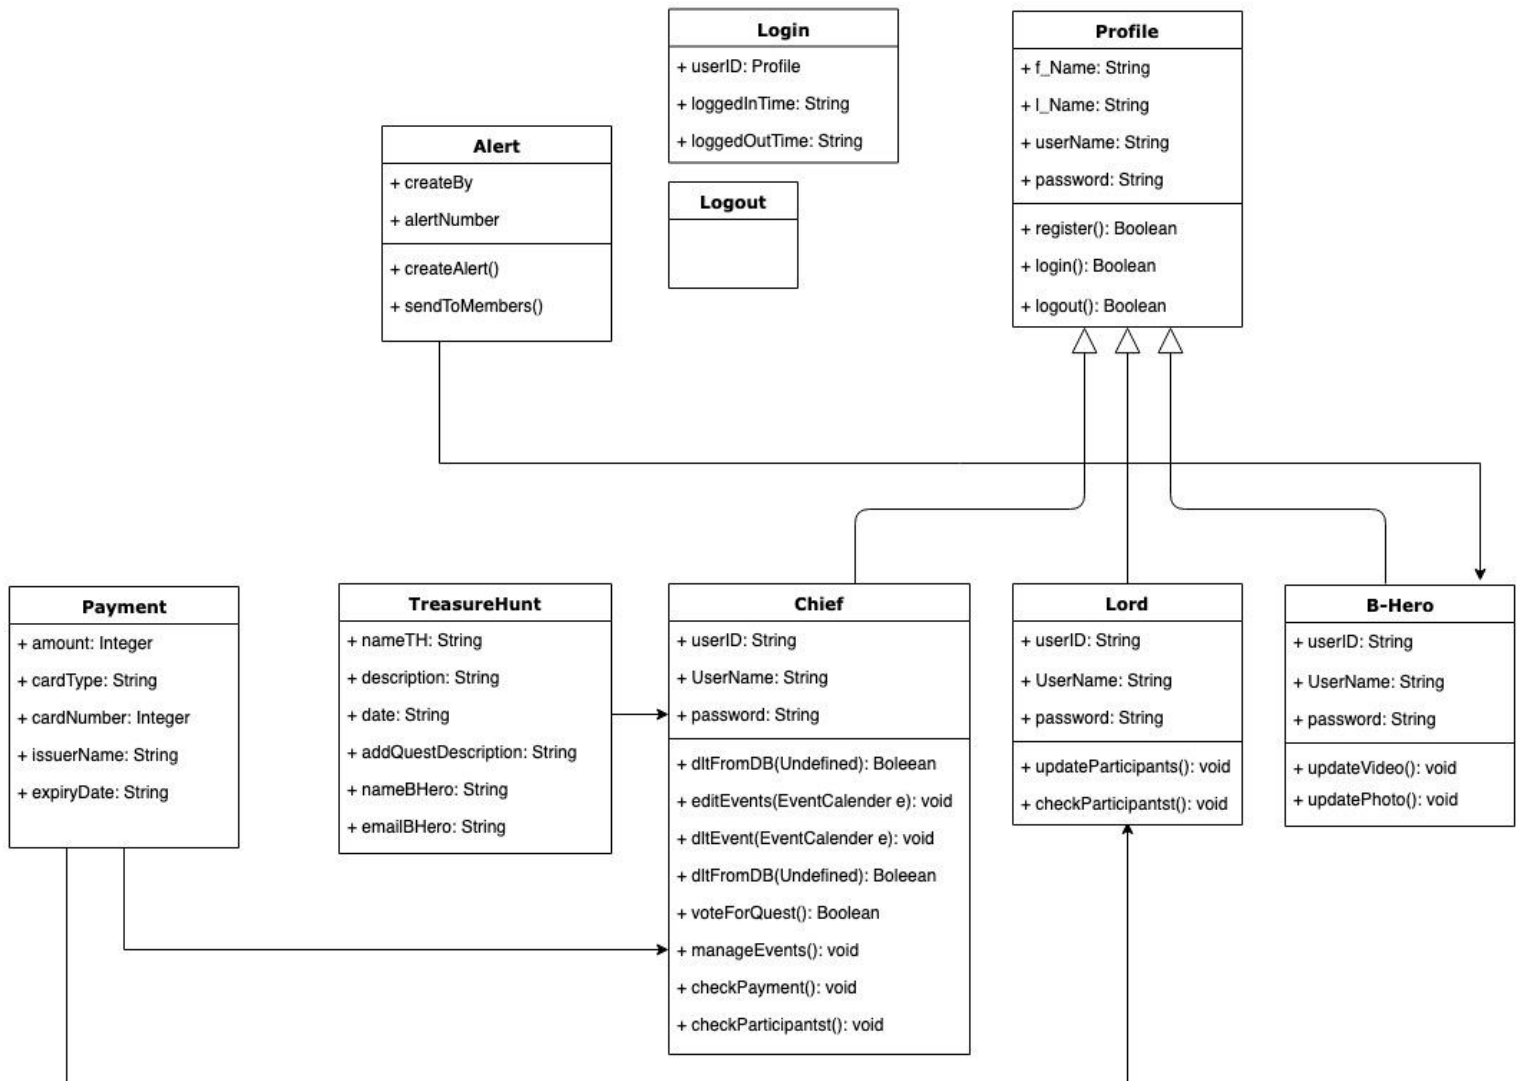 Login
+ userID: Profile
+ loggedInTime: String
+ loggedOutTime: String
Profile
+ f_Name: String
+ l_Name: String
+ userName: String
+ password: String
+ register(): Boolean
+ login(): Boolean
+ logout(): Boolean
Alert
+ createBy
+ alertNumber
+ createAlert()
+ sendToMembers()
Logout
Payment
+ amount: Integer
+ cardType: String
+ cardNumber: Integer
+ issuerName: String
+ expiryDate: String
TreasureHunt
+ nameTH: String
+ description: String
+ date: String
+ addQuestDescription: String
+ nameBHero: String
+ emailBHero: String
Chief
+ userID: String
+ UserName: String
+ password: String
+ dltFromDB(Undefined): Boleean
+ editEvents(EventCalender e): void
+ dltEvent(EventCalender e): void
+ dltFromDB(Undefined): Boleean
+ voteForQuest(): Boolean
+ manageEvents(): void
+ checkPayment(): void
+ checkParticipantst(): void
Lord
+ userID: String
+ UserName: String
+ password: String
+ updateParticipants(): void
+ checkParticipantst(): void
B-Hero
+ userID: String
+ UserName: String
+ password: String
+ updateVideo(): void
+ updatePhoto(): void